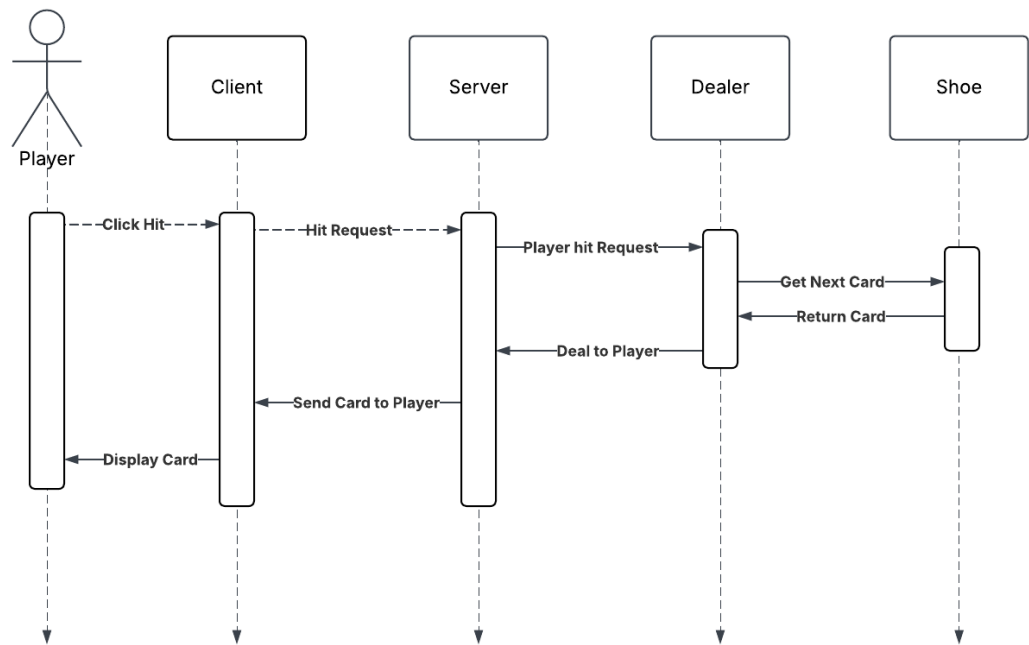 Player
Client
Server
Dealer
Shoe
Click Hit
Hit Request
Player hit Request
Get Next Card
Return Card
Deal to Player
Send Card to Player
Display Card